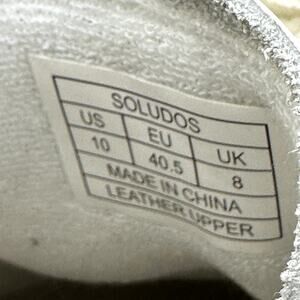 SOLUDOS
US EU UK
10 40.5 8
MADE IN CHINA
LEATHER UPPER